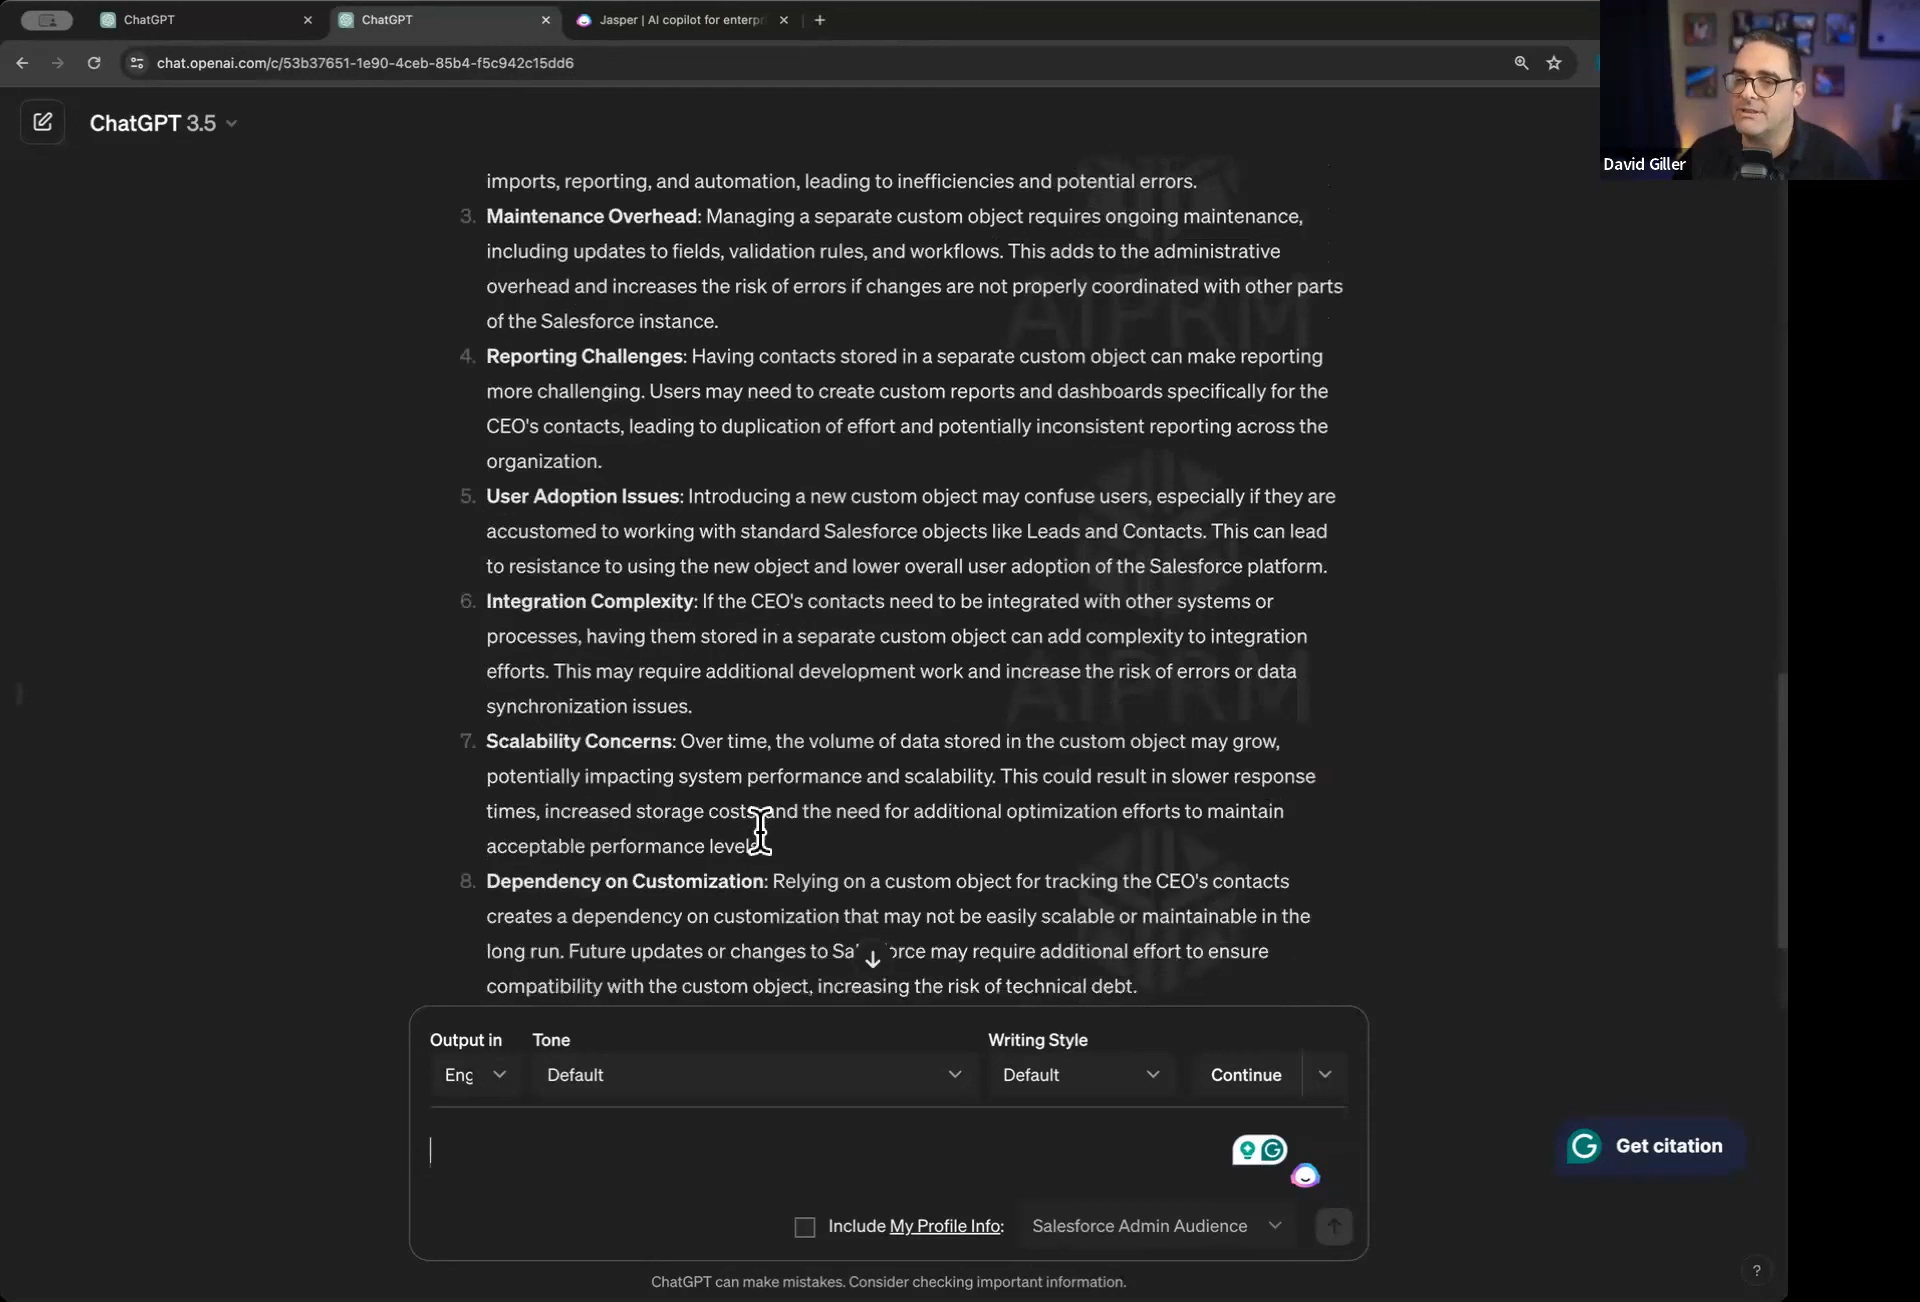 ChatGPT
ChatGPT
Jasper | AI copilot for enterpr
chat.openai.com/c/53b37651-1e90-4ceb-85b4-f5c942c15dd6
ChatGPT 3.5
David Giller
imports, reporting, and automation, leading to inefficiencies and potential errors.
3. Maintenance Overhead: Managing a separate custom object requires ongoing maintenance,
including updates to fields, validation rules, and workflows. This adds to the administrative
overhead and increases the risk of errors if changes are not properly coordinated with other parts
of the Salesforce instance.
4. Reporting Challenges: Having contacts stored in a separate custom object can make reporting
more challenging. Users may need to create custom reports and dashboards specifically for the
CEO's contacts, leading to duplication of effort and potentially inconsistent reporting across the
organization.
5. User Adoption Issues: Introducing a new custom object may confuse users, especially if they are
accustomed to working with standard Salesforce objects like Leads and Contacts. This can lead
to resistance to using the new object and lower overall user adoption of the Salesforce platform.
6. Integration Complexity: If the CEO's contacts need to be integrated with other systems or
processes, having them stored in a separate custom object can add complexity to integration
efforts. This may require additional development work and increase the risk of errors or data
synchronization issues.
7. Scalability Concerns: Over time, the volume of data stored in the custom object may grow,
potentially impacting system performance and scalability. This could result in slower response
times, increased storage costs, and the need for additional optimization efforts to maintain
acceptable performance levels.
8. Dependency on Customization: Relying on a custom object for tracking the CEO's contacts
creates a dependency on customization that may not be easily scalable or maintainable in the
long run. Future updates or changes to Sa orce may require additional effort to ensure
compatibility with the custom object, increasing the risk of technical debt.
AIPRM
AIPRM
Output in Tone Writing Style
Eng Default Default Continue
Get citation
Include My Profile Info: Salesforce Admin Audience
ChatGPT can make mistakes. Consider checking important information.
?